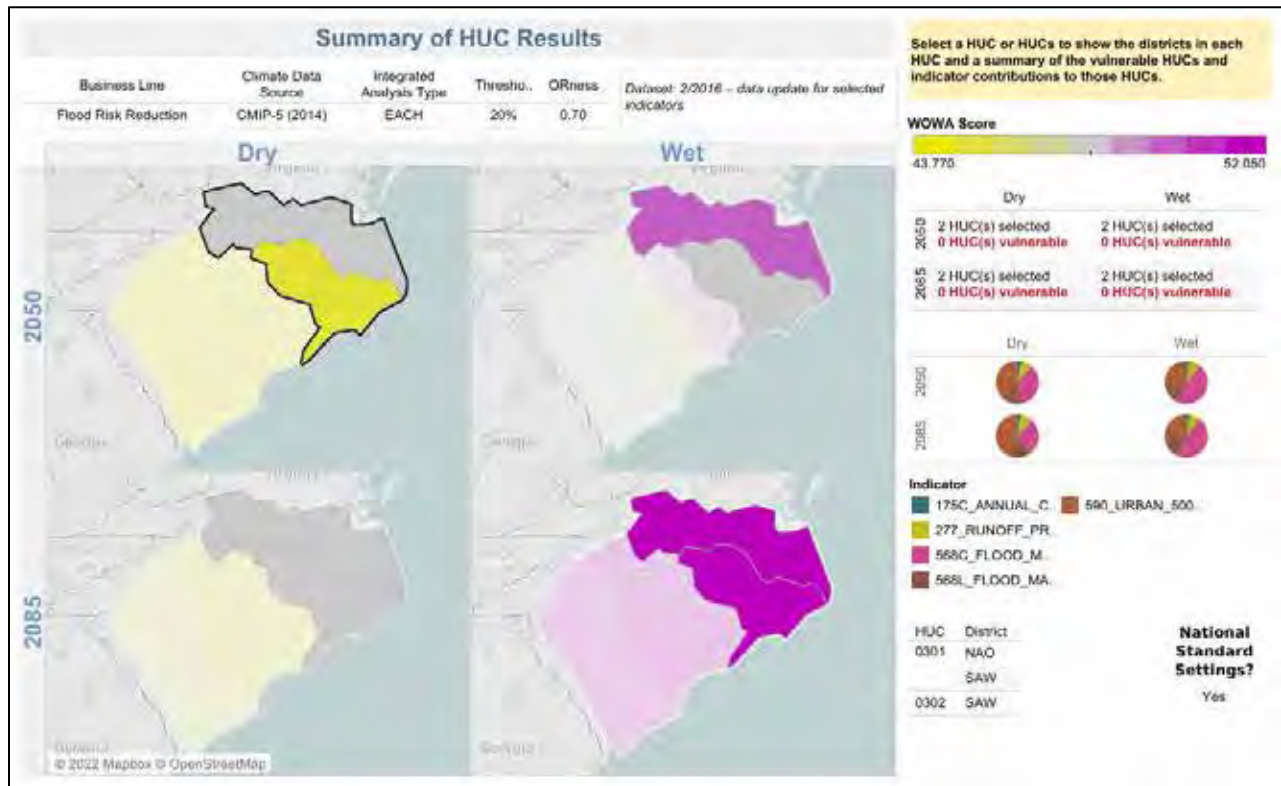 Summary of HUC Results
Business Line
Climate Data
Source
Integrated
Analysis Type
Thresho..
ORness
Flood Risk Reduction
CMIP-5 (2014)
EACH
20%
0.70
Dataset: 2/2016 – data update for selected
indicators
Dry
Wet
2050
2085
Virginia
Virginia
Georgia
Georgia
Georgia
© 2022 Mapbox © OpenStreetMap
Select a HUC or HUCs to show the districts in each
HUC and a summary of the vulnerable HUCs and
indicator contributions to those HUCs.
WOWA Score
43.770
52.050
Dry
Wet
2050
2 HUC(s) selected
0 HUC(s) vulnerable
2 HUC(s) selected
0 HUC(s) vulnerable
2085
2 HUC(s) selected
0 HUC(s) vulnerable
2 HUC(s) selected
0 HUC(s) vulnerable
Dry
Wet
2050
2085
Indicator
175C_ANNUAL_C..
590_URBAN_500..
277_RUNOFF_PR..
568C_FLOOD_M..
568L_FLOOD_MA..
HUC
District
0301
NAO
SAW
0302
SAW
National
Standard
Settings?
Yes